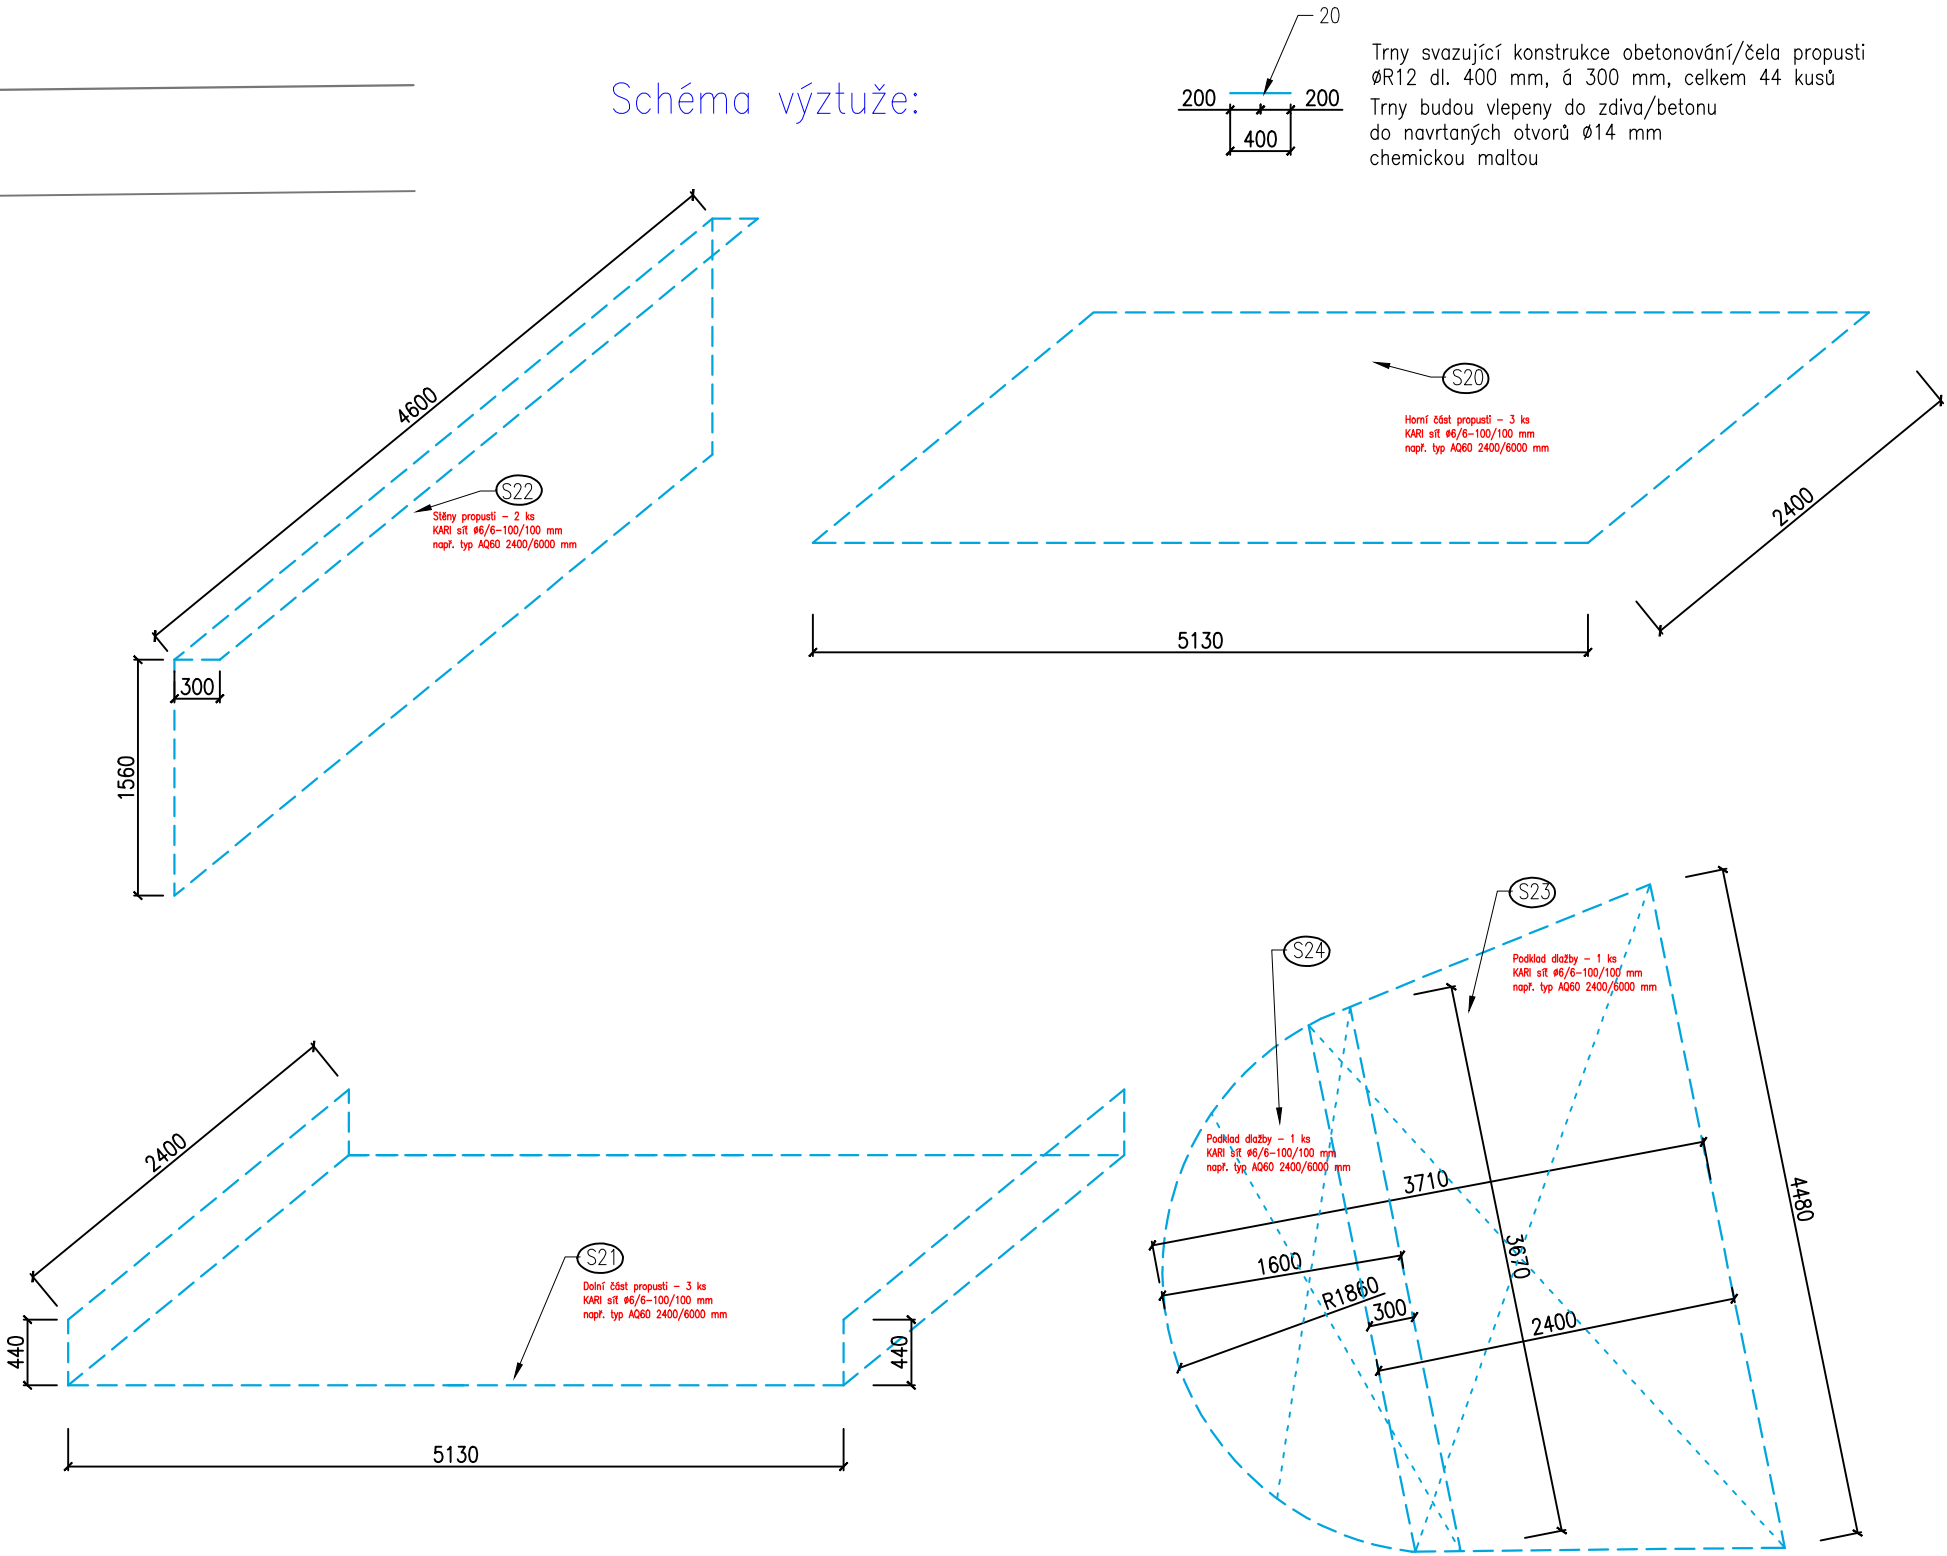 20
Trny svazující konstrukce obetonování/čela propusti
øR12 dl. 400 mm, á 300 mm, celkem 44 kusů
Trny budou vlepeny do zdiva/betonu
do navrtaných otvorů ø14 mm
chemickou maltou
200
200
400
Schéma výztuže:
4600
S22
Stěny propusti - 2 ks
KARI síť ø6/6-100/100 mm
např. typ AQ60 2400/6000 mm
300
1560
S20
Horní část propusti - 3 ks
KARI síť ø6/6-100/100 mm
např. typ AQ60 2400/6000 mm
2400
5130
2400
S21
Dolní část propusti - 3 ks
KARI síť ø6/6-100/100 mm
např. typ AQ60 2400/6000 mm
440
440
5130
S23
Podklad dlažby - 1 ks
KARI síť ø6/6-100/100 mm
např. typ AQ60 2400/6000 mm
S24
Podklad dlažby - 1 ks
KARI síť ø6/6-100/100 mm
např. typ AQ60 2400/6000 mm
3710
4480
3670
1600
R1860
300
2400